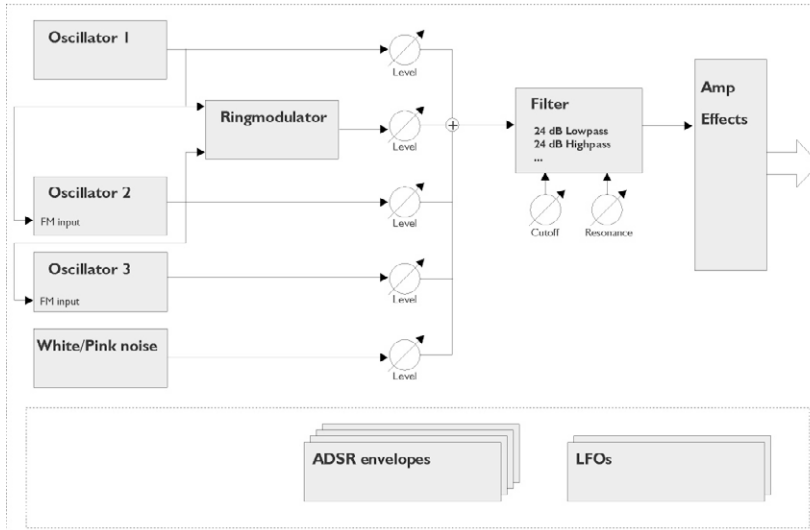 Oscillator 1
Level
Ringmodulator
Level
Oscillator 2
FM input
Level
Oscillator 3
FM input
Level
White/Pink noise
Level
Filter
24 dB Lowpass
24 dB Highpass
...
Cutoff
Resonance
Amp
Effects
ADSR envelopes
LFOs